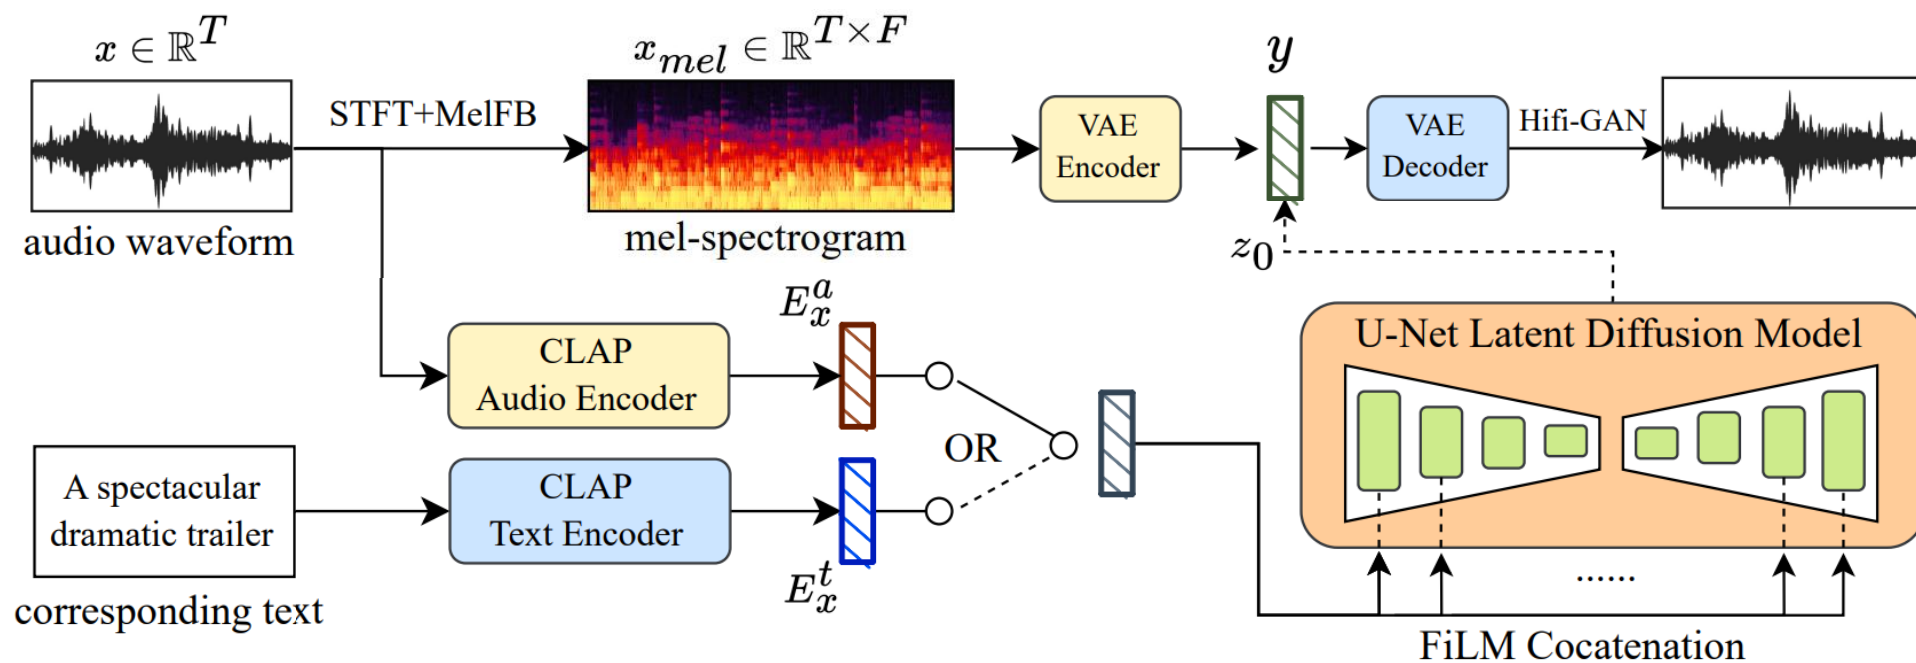 x ∈ ℝ^T
x_mel ∈ ℝ^{T×F}
y
STFT+MelFB
VAE
Encoder
VAE
Decoder
Hifi-GAN
audio waveform
mel-spectrogram
z_0
E_x^a
U-Net Latent Diffusion Model
CLAP
Audio Encoder
OR
A spectacular
dramatic trailer
CLAP
Text Encoder
E_x^t
......
corresponding text
FiLM Cocatenation